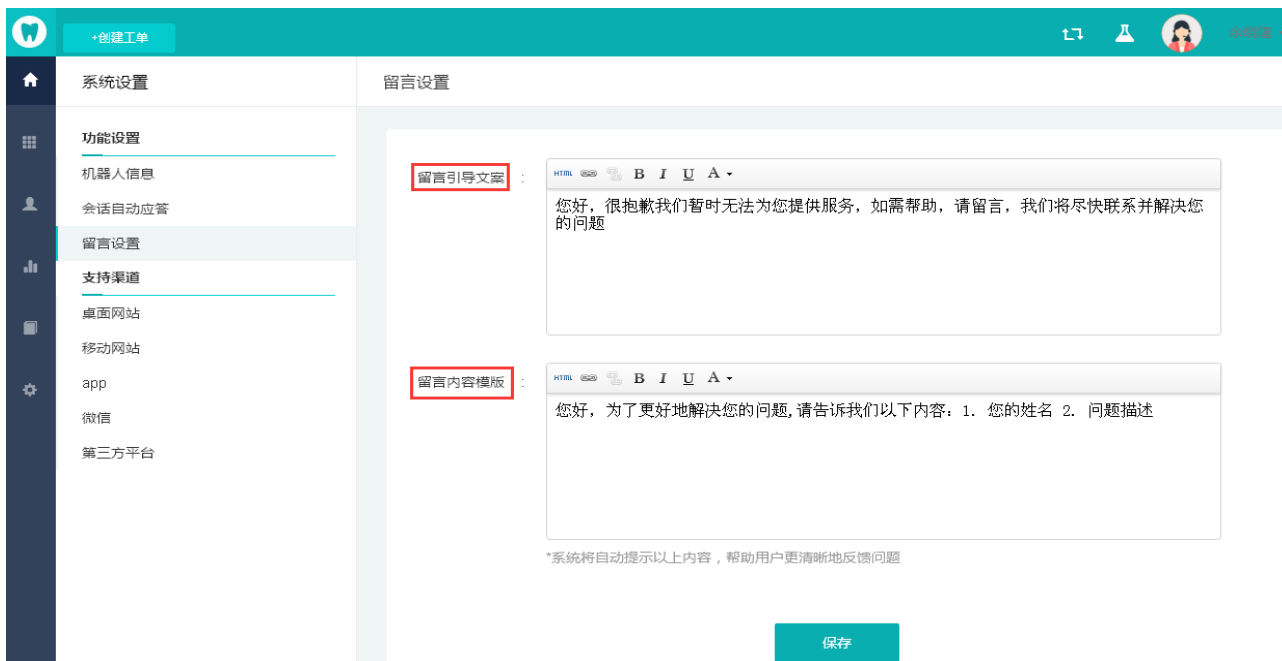 +创建工单
系统设置
留言设置
功能设置
机器人信息
会话自动应答
留言设置
支持渠道
桌面网站
移动网站
app
微信
第三方平台
留言引导文案 :
HTML B I U A
您好，很抱歉我们暂时无法为您提供服务，如需帮助，请留言，我们将尽快联系并解决您
的问题
留言内容模版 :
HTML B I U A
您好，为了更好地解决您的问题,请告诉我们以下内容：1. 您的姓名 2. 问题描述
*系统将自动提示以上内容，帮助用户更清晰地反馈问题
保存